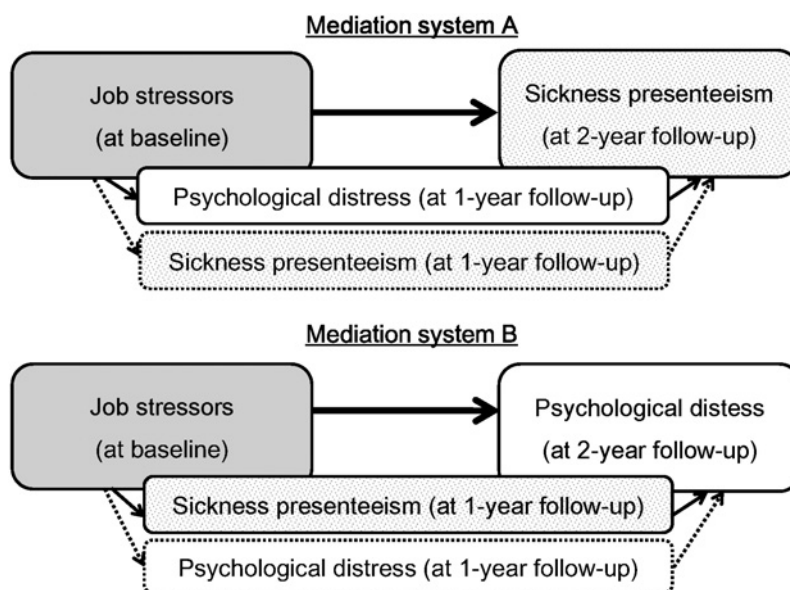 Mediation system A
Job stressors
(at baseline)
Sickness presenteeism
(at 2-year follow-up)
Psychological distress (at 1-year follow-up)
Sickness presenteeism (at 1-year follow-up)
Mediation system B
Job stressors
(at baseline)
Psychological distess
(at 2-year follow-up)
Sickness presenteeism (at 1-year follow-up)
Psychological distress (at 1-year follow-up)